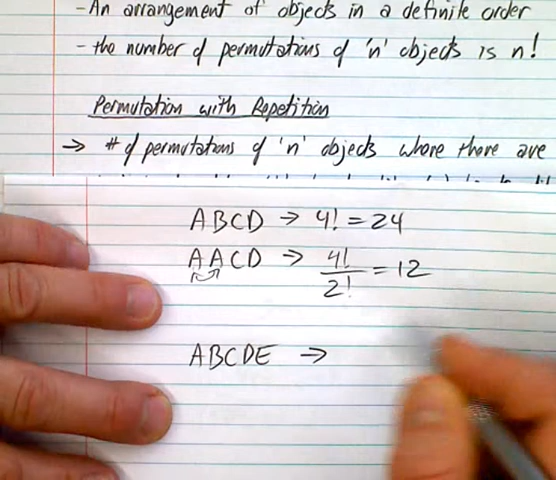 - An arrangement of objects in a definite order
- the number of permutations of 'n' objects is n!
Permutation with Repetition
→ # of permutations of 'n' objects where there are
ABCD → 4! = 24
AACD → 4!/2! = 12
ABCDE →